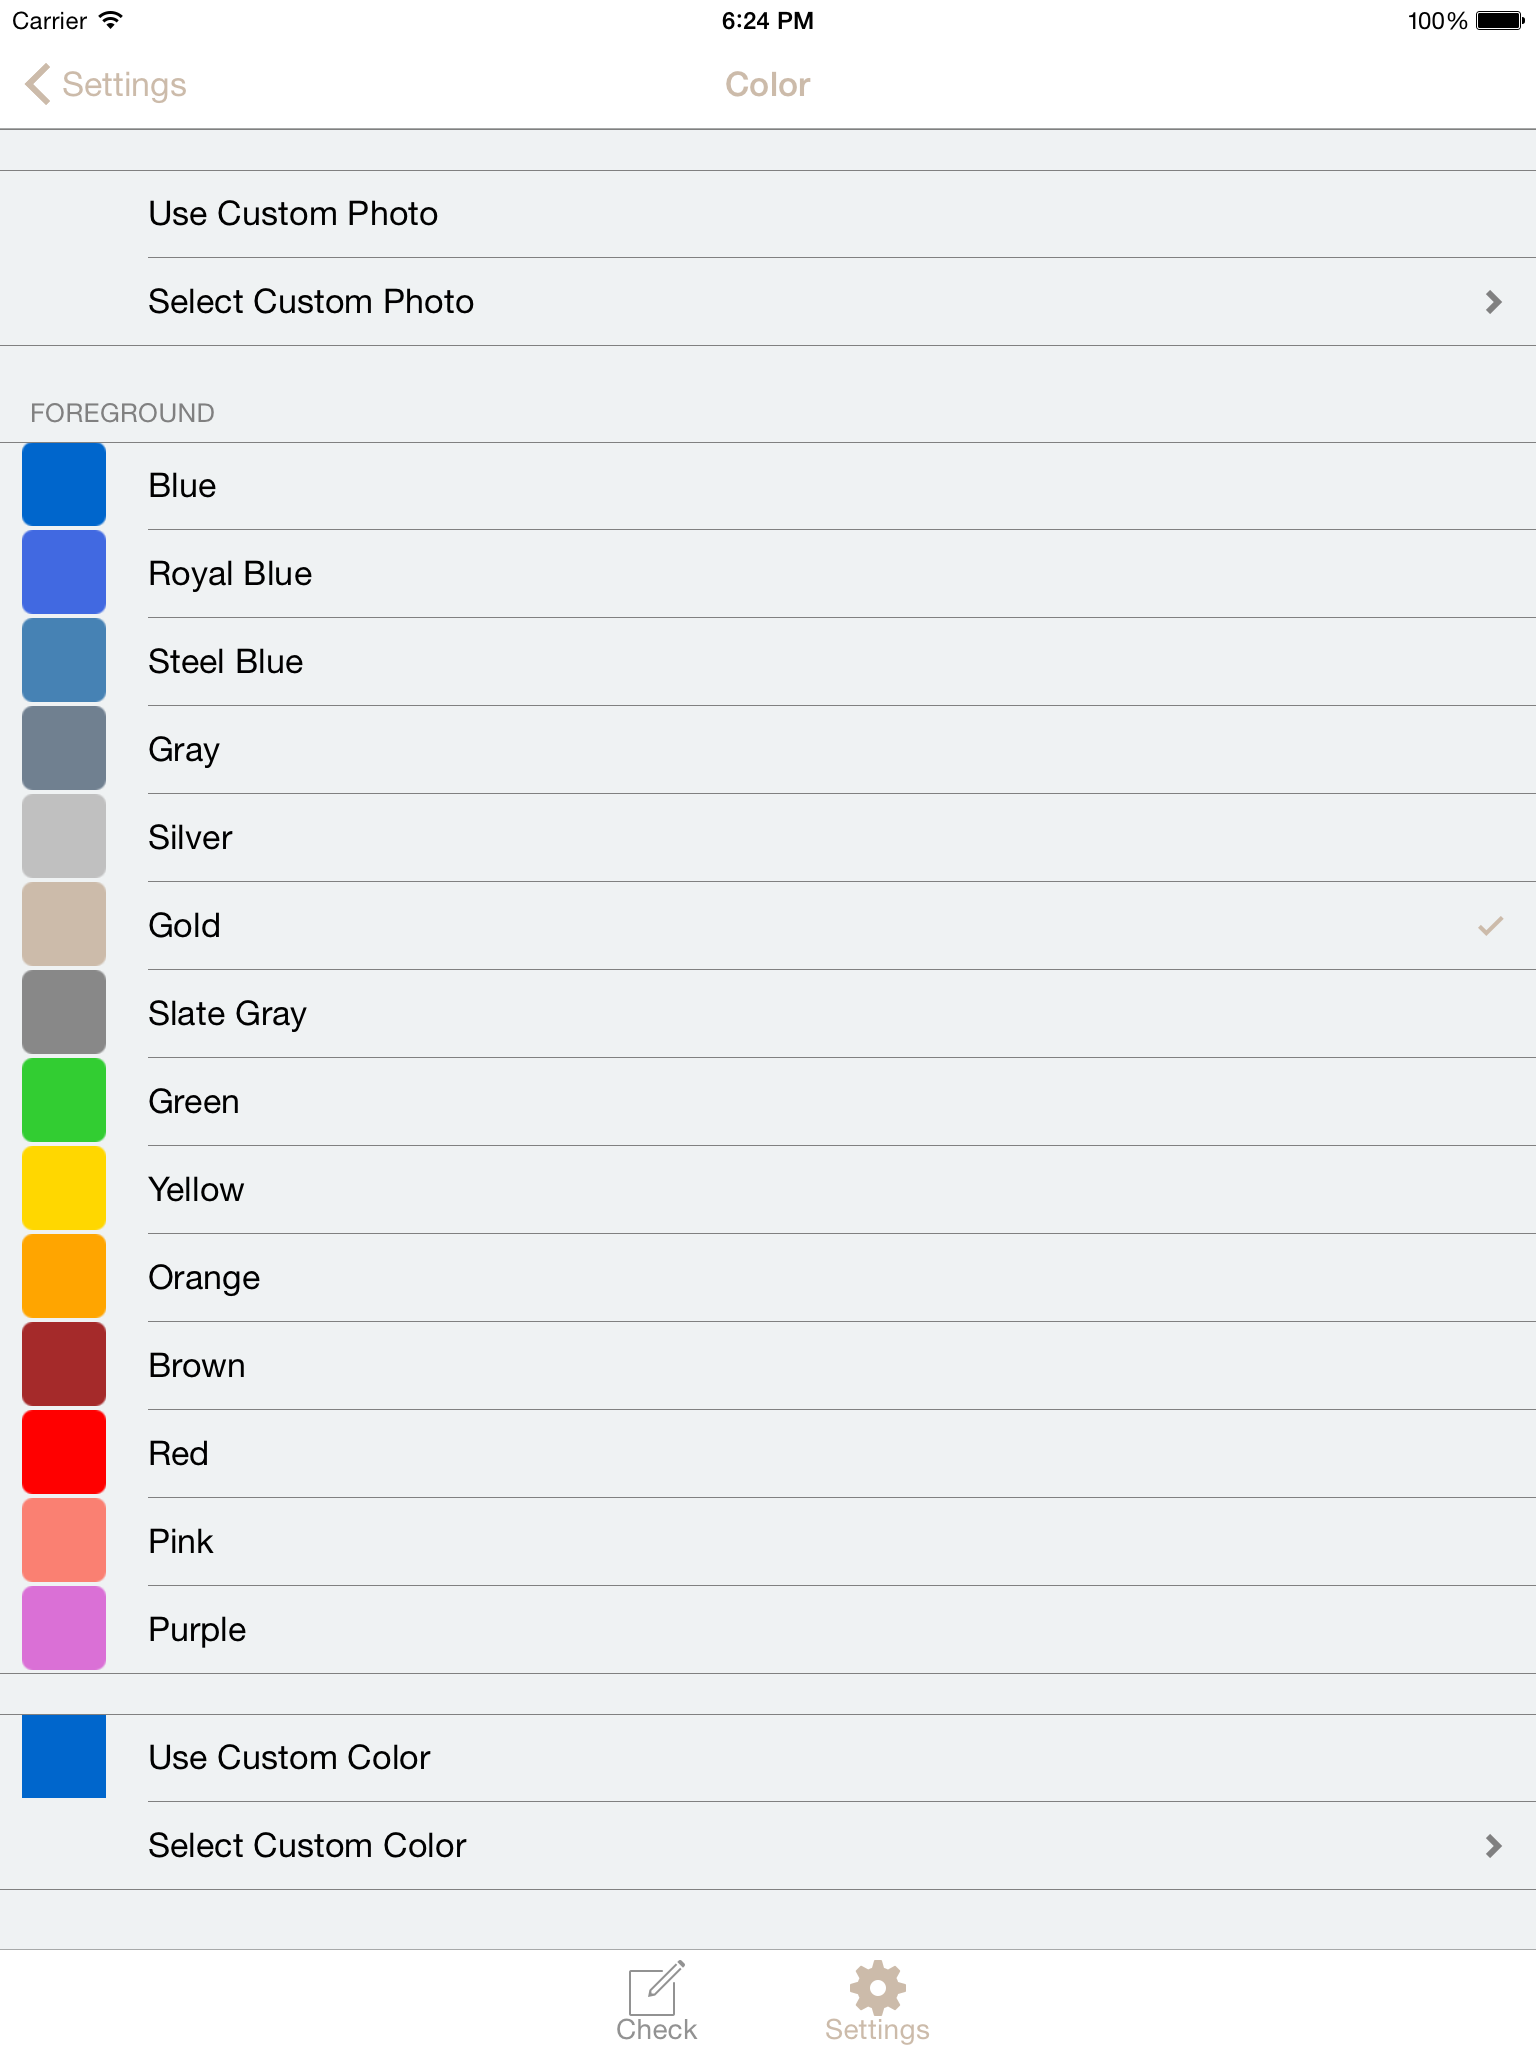 Carrier 6:24 PM 100%
Settings Color
Use Custom Photo
Select Custom Photo
FOREGROUND
Blue
Royal Blue
Steel Blue
Gray
Silver
Gold
Slate Gray
Green
Yellow
Orange
Brown
Red
Pink
Purple
Use Custom Color
Select Custom Color
Check Settings